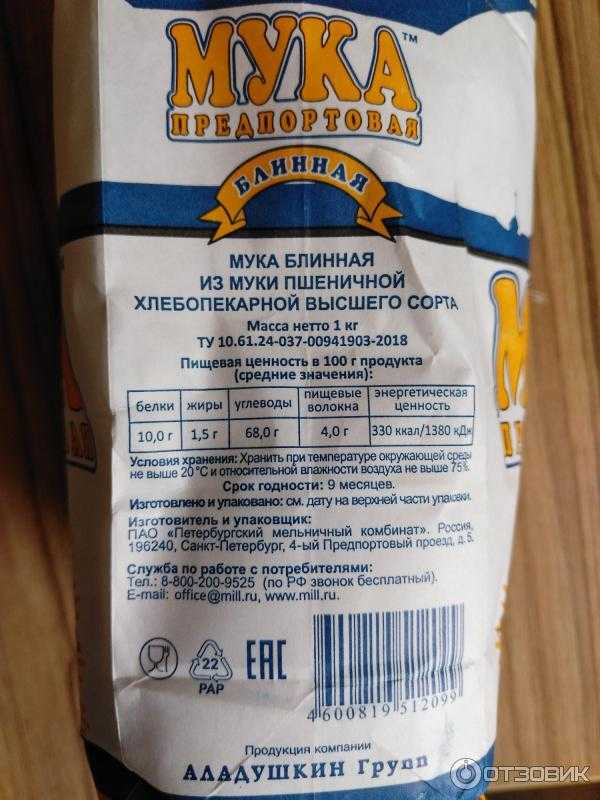 МУКА™
ПРЕДПОРТОВАЯ
БЛИННАЯ
МУКА БЛИННАЯ
ИЗ МУКИ ПШЕНИЧНОЙ
ХЛЕБОПЕКАРНОЙ ВЫСШЕГО СОРТА
Масса нетто 1 кг
ТУ 10.61.24-037-00941903-2018
Пищевая ценность в 100 г продукта
(средние значения):
белки жиры углеводы пищевые волокна энергетическая ценность
10,0 г 1,5 г 68,0 г 4,0 г 330 ккал/1380 кДж
Условия хранения: Хранить при температуре окружающей среды
не выше 20°С и относительной влажности воздуха не выше 75%.
Срок годности: 9 месяцев.
Изготовлено и упаковано: см. дату на верхней части упаковки.
Изготовитель и упаковщик:
ПАО «Петербургский мельничный комбинат». Россия,
196240, Санкт-Петербург, 4-ый Предпортовый проезд, д.5.
Служба по работе с потребителями:
Тел.: 8-800-200-9525 (по РФ звонок бесплатный).
E-mail: office@mill.ru, www.mill.ru.
22
PAP
ЕАС
4600819512099
Продукция компании
АЛАДУШКИН Групп
ОТЗОВИК